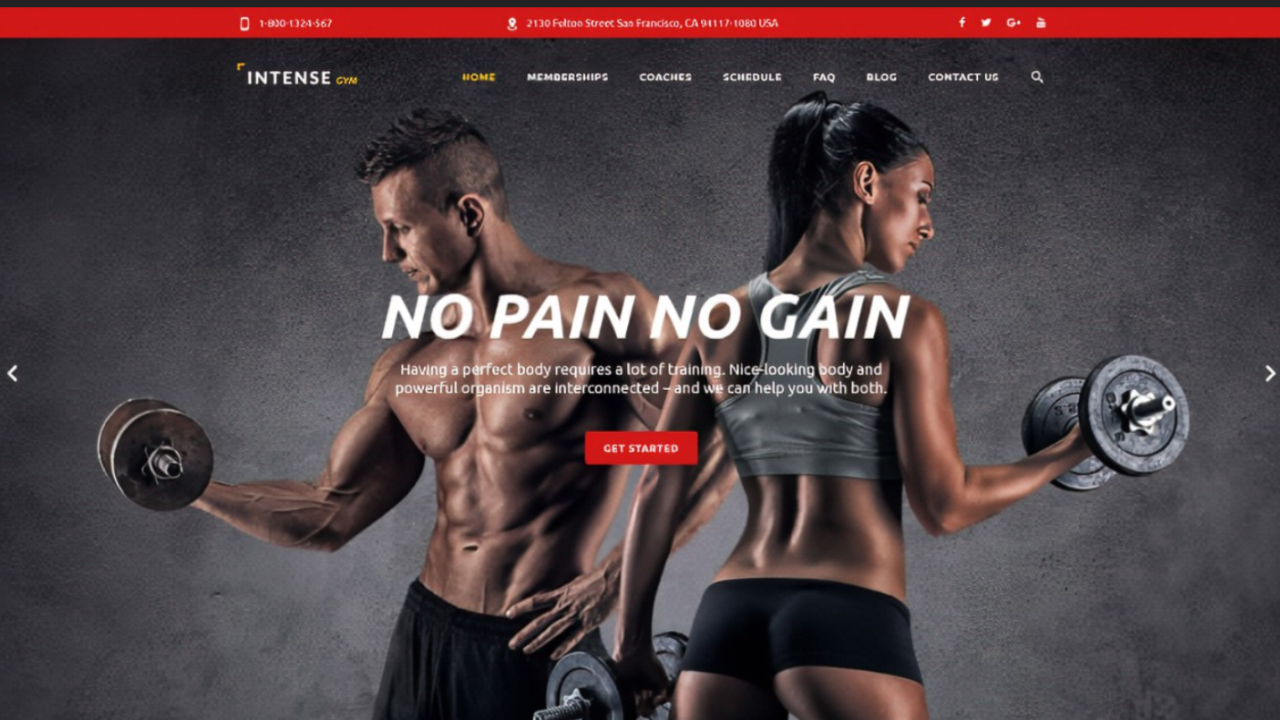 1-800-1324-567
2130 Folton Street San Francisco, CA 94117-1080 USA
INTENSE GYM
HOME MEMBERSHIPS COACHES SCHEDULE FAQ BLOG CONTACT US
NO PAIN NO GAIN
Having a perfect body requires a lot of training. Nice-looking body and
powerful organism are interconnected – and we can help you with both.
GET STARTED